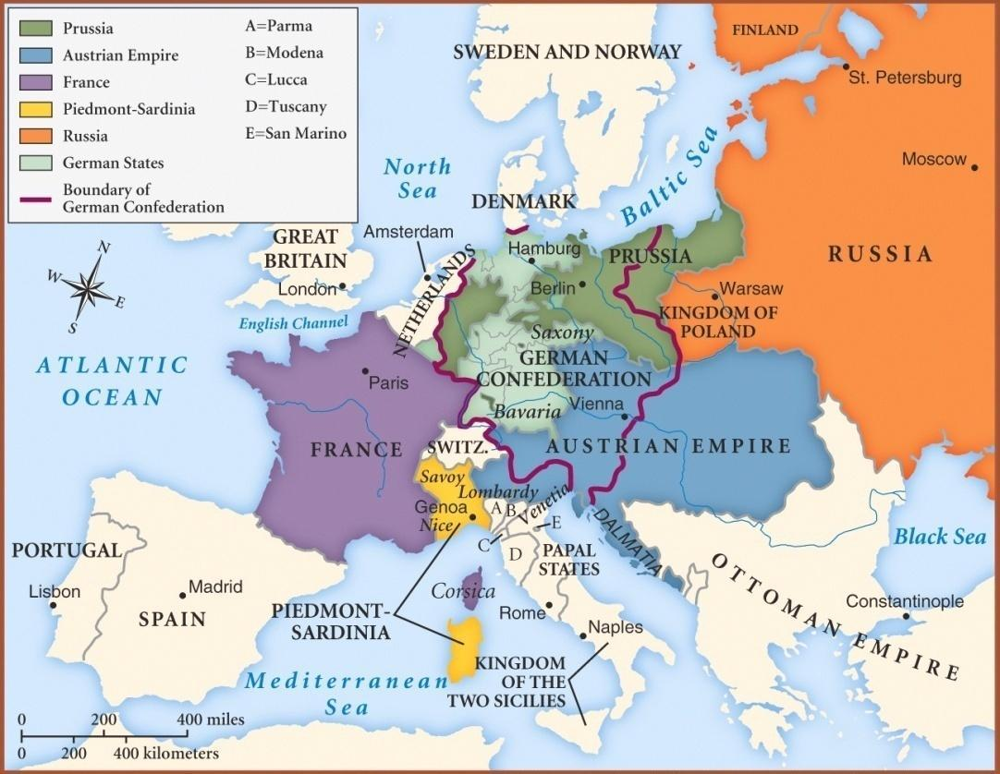 Prussia
Austrian Empire
France
Piedmont-Sardinia
Russia
German States
Boundary of
German Confederation
A=Parma
B=Modena
C=Lucca
D=Tuscany
E=San Marino
FINLAND
SWEDEN AND NORWAY
St. Petersburg
Moscow
North
Sea
Baltic Sea
DENMARK
GREAT
BRITAIN
Amsterdam
Hamburg
PRUSSIA
RUSSIA
N
W
E
S
London
NETHERLANDS
Berlin
Warsaw
KINGDOM OF
POLAND
English Channel
Saxony
ATLANTIC
OCEAN
Paris
GERMAN
CONFEDERATION
Bavaria
Vienna
FRANCE
SWITZ.
AUSTRIAN EMPIRE
Savoy
Lombardy
Venetia
Genoa
Nice
A
B
C
D
E
DALMATIA
Black Sea
PORTUGAL
PAPAL
STATES
OTTOMAN EMPIRE
Lisbon
Madrid
SPAIN
Corsica
Constantinople
PIEDMONT-
SARDINIA
Rome
Naples
KINGDOM
OF THE
TWO SICILIES
Mediterranean
Sea
0 200 400 miles
0 200 400 kilometers